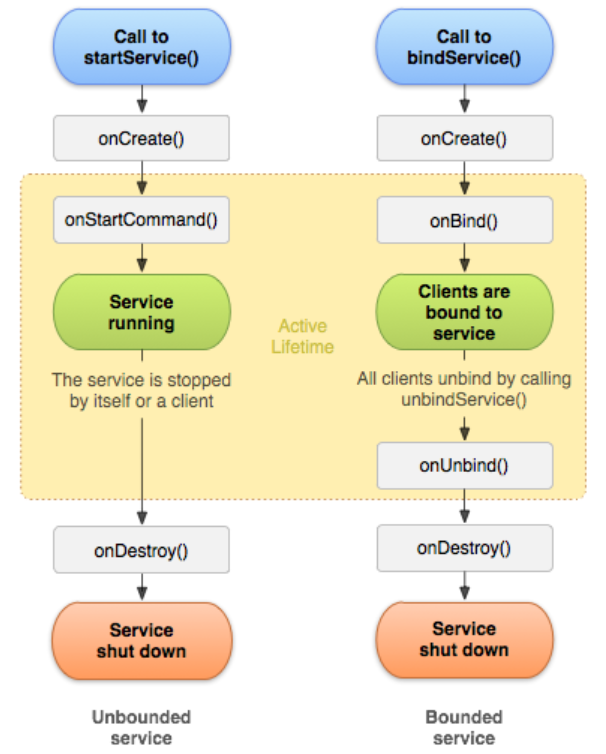 Call to
startService()
onCreate()
onStartCommand()
Service
running
The service is stopped
by itself or a client
onDestroy()
Service
shut down
Unbounded
service
Active
Lifetime
Call to
bindService()
onCreate()
onBind()
Clients are
bound to
service
All clients unbind by calling
unbindService()
onUnbind()
onDestroy()
Service
shut down
Bounded
service